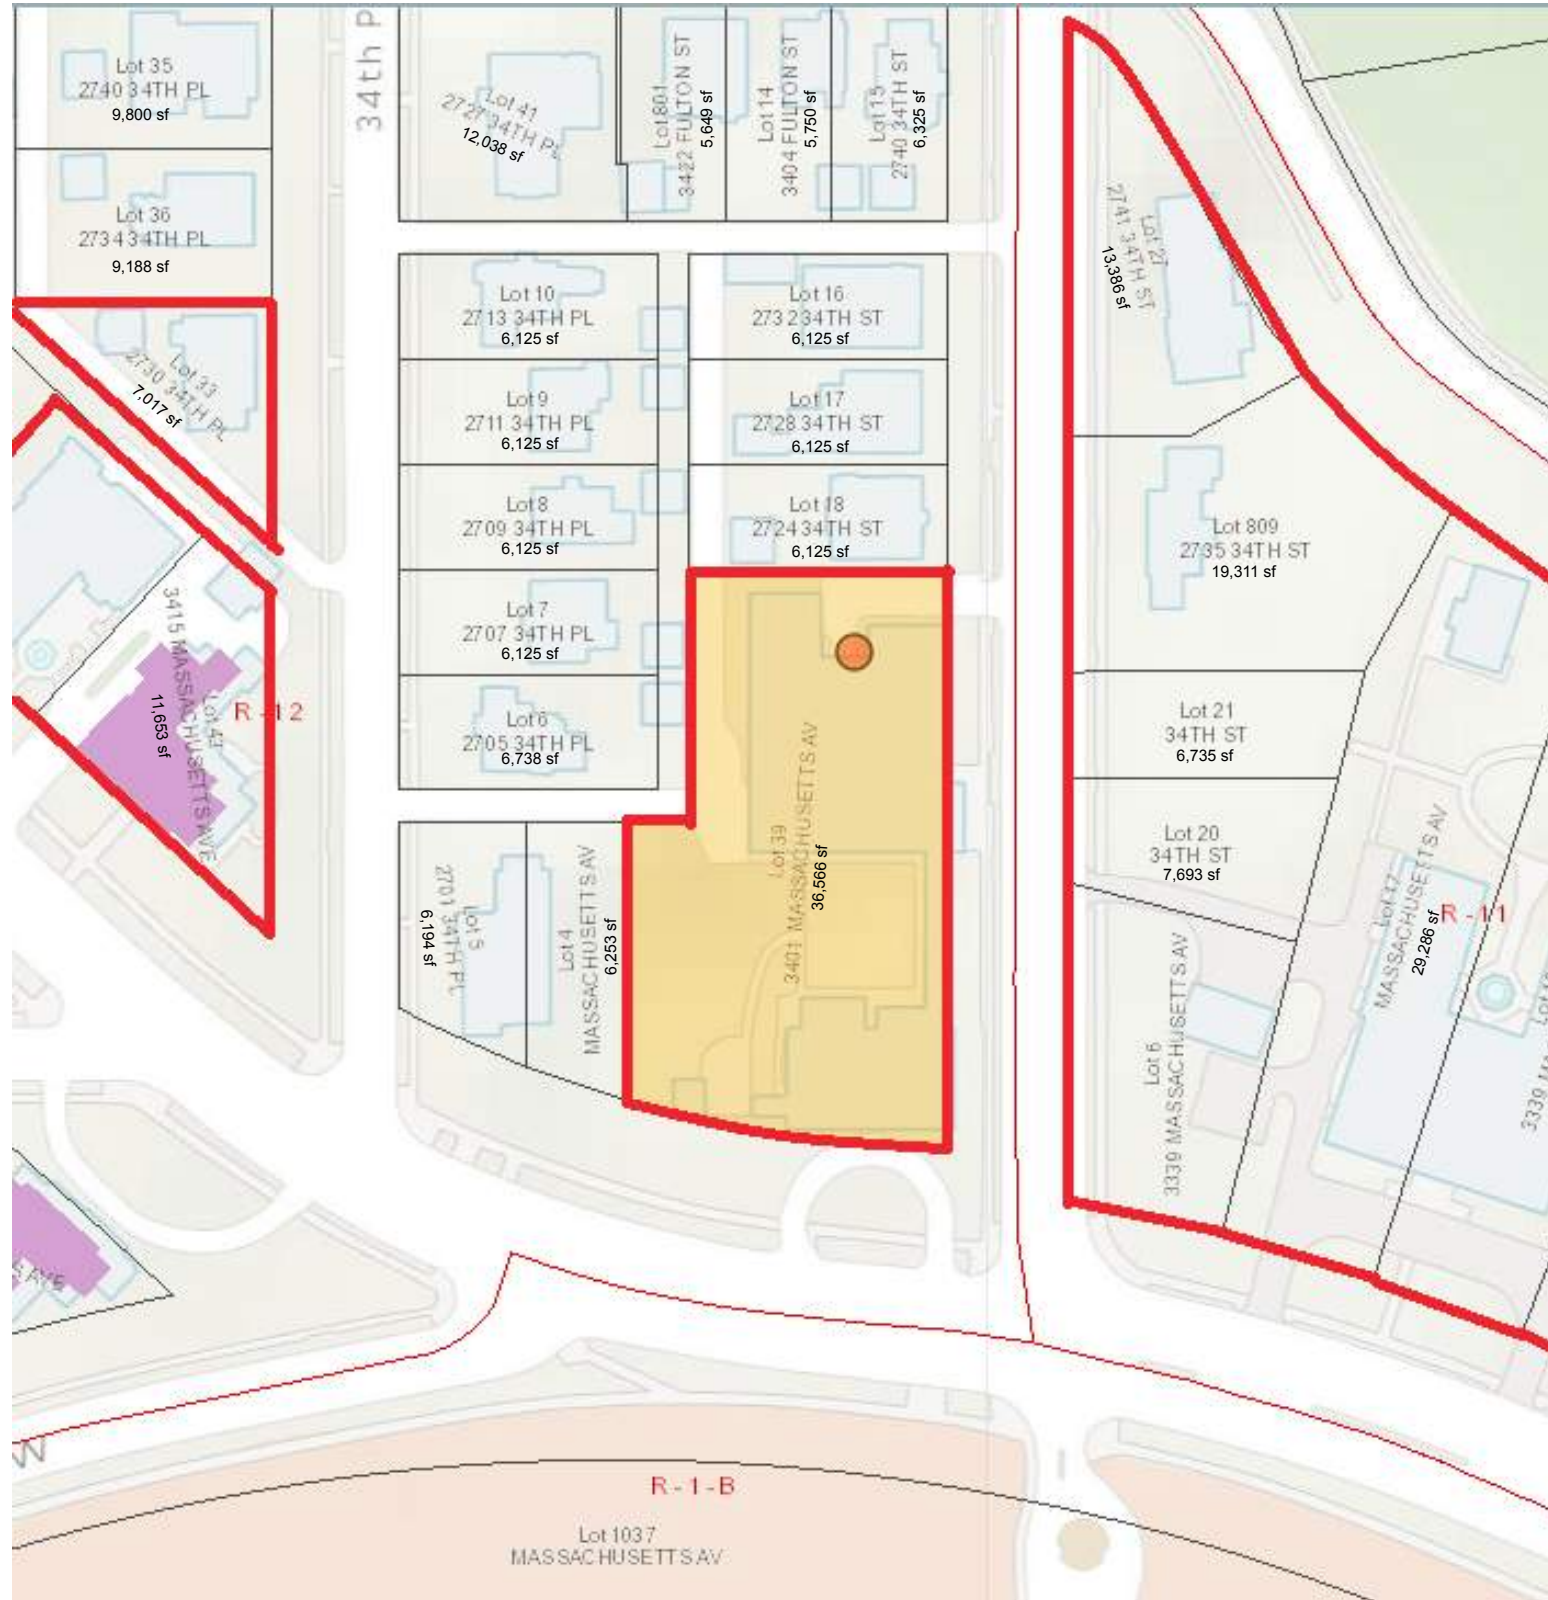 Lot 35
2740 34TH PL
9,800 sf
34th P
Lot 41
2727 34TH PL
12,038 sf
Lot 801
3422 FULTON ST
5,649 sf
Lot 14
3404 FULTON ST
5,750 sf
Lot 15
2740 34TH ST
6,325 sf
Lot 36
2734 34TH PL
9,188 sf
Lot 27
2741 34TH ST
13,386 sf
Lot 10
2713 34TH PL
6,125 sf
Lot 16
2732 34TH ST
6,125 sf
Lot 33
2730 34TH PL
7,017 sf
Lot 9
2711 34TH PL
6,125 sf
Lot 17
2728 34TH ST
6,125 sf
Lot 8
2709 34TH PL
6,125 sf
Lot 18
2724 34TH ST
6,125 sf
Lot 809
2735 34TH ST
19,311 sf
Lot 7
2707 34TH PL
6,125 sf
Lot 43
3415 MASSACHUSETTS AVE
11,653 sf
R-12
Lot 6
2705 34TH PL
6,738 sf
Lot 39
3401 MASSACHUSETTS AV
36,566 sf
Lot 21
34TH ST
6,735 sf
Lot 20
34TH ST
7,693 sf
Lot 5
2701 34TH PL
6,194 sf
Lot 4
MASSACHUSETTS AV
6,253 sf
Lot 17
MASSACHUSETTS AV
29,286 sf
R-11
Lot 6
3339 MASSACHUSETTS AV
3339 MA
S AVE
W
R-1-B
Lot 1037
MASSACHUSETTS AV